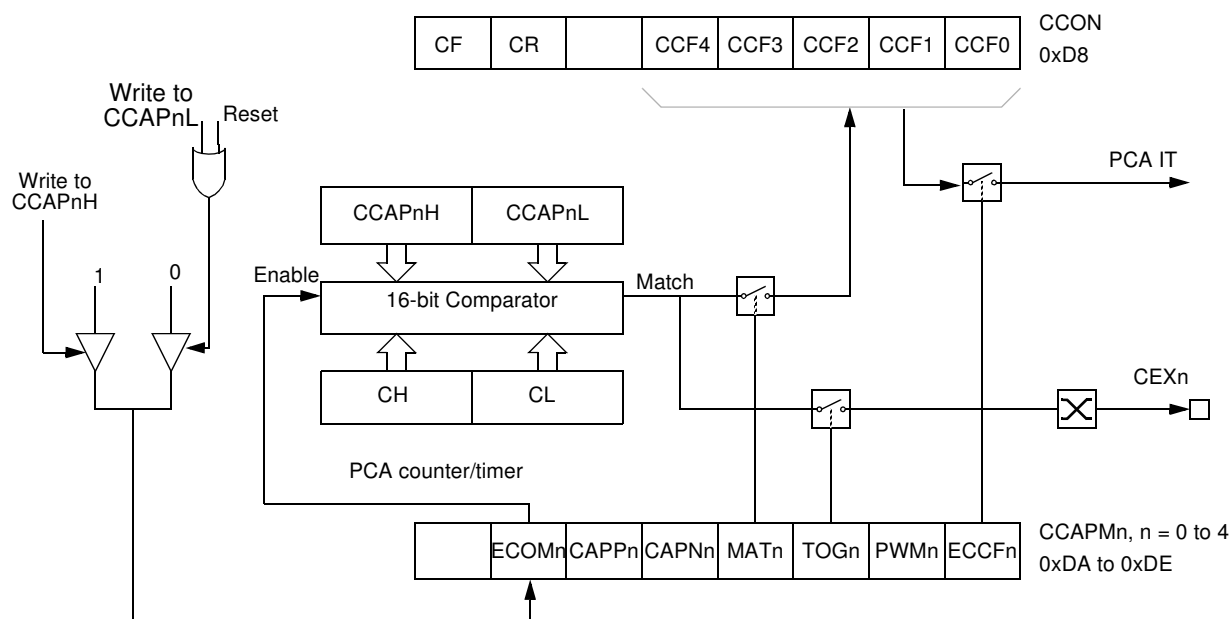 CF CR CCF4 CCF3 CCF2 CCF1 CCF0
CCON
0xD8
Write to
CCAPnL
Reset
Write to
CCAPnH
PCA IT
CCAPnH CCAPnL
1
0
Enable
16-bit Comparator
Match
CH CL
CEXn
PCA counter/timer
ECOMn CAPPn CAPNn MATn TOGn PWMn ECCFn
CCAPMn, n = 0 to 4
0xDA to 0xDE